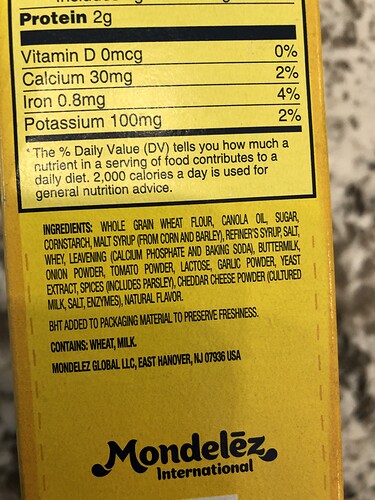 Protein 2g
Vitamin D 0mcg 0%
Calcium 30mg 2%
Iron 0.8mg 4%
Potassium 100mg 2%
*The % Daily Value (DV) tells you how much a
nutrient in a serving of food contributes to a
daily diet. 2,000 calories a day is used for
general nutrition advice.
INGREDIENTS: WHOLE GRAIN WHEAT FLOUR, CANOLA OIL, SUGAR,
CORNSTARCH, MALT SYRUP (FROM CORN AND BARLEY), REFINER'S SYRUP, SALT,
WHEY, LEAVENING (CALCIUM PHOSPHATE AND BAKING SODA), BUTTERMILK,
ONION POWDER, TOMATO POWDER, LACTOSE, GARLIC POWDER, YEAST
EXTRACT, SPICES (INCLUDES PARSLEY), CHEDDAR CHEESE POWDER (CULTURED
MILK, SALT, ENZYMES), NATURAL FLAVOR.
BHT ADDED TO PACKAGING MATERIAL TO PRESERVE FRESHNESS.
CONTAINS: WHEAT, MILK.
MONDELEZ GLOBAL LLC, EAST HANOVER, NJ 07936 USA
Mondelēz
International